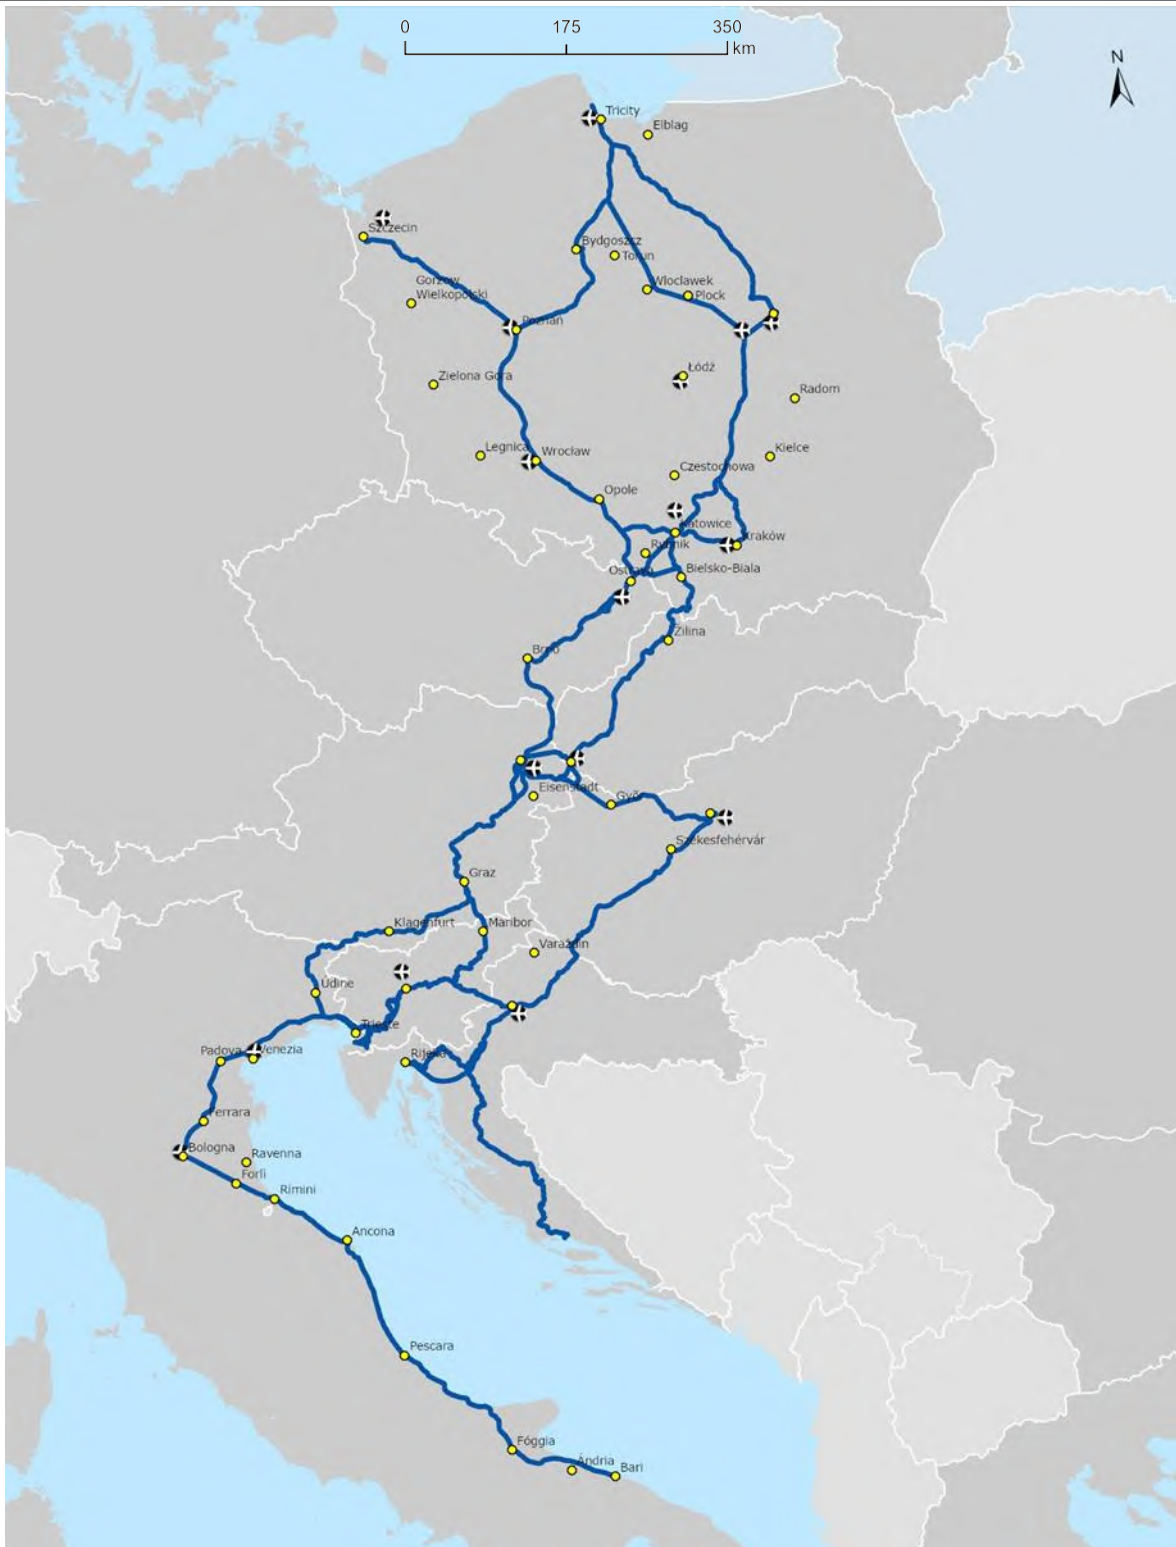 0 175 350
km
N
Tricity
Elbląg
Szczecin
Bydgoszcz
Toruń
Gorzów
Wielkopolski
Włocławek
Płock
Poznań
Łódź
Zielona Góra
Radom
Legnica
Wrocław
Kielce
Częstochowa
Opole
Katowice
Kraków
Rybnik
Ostrava
Bielsko-Biala
Žilina
Brno
Eisenstadt
Győr
Székesfehérvár
Graz
Klagenfurt
Maribor
Varaždin
Udine
Trieste
Padova
Venezia
Rijeka
Ferrara
Bologna
Ravenna
Forlì
Rimini
Ancona
Pescara
Fóggia
Ándria
Bari